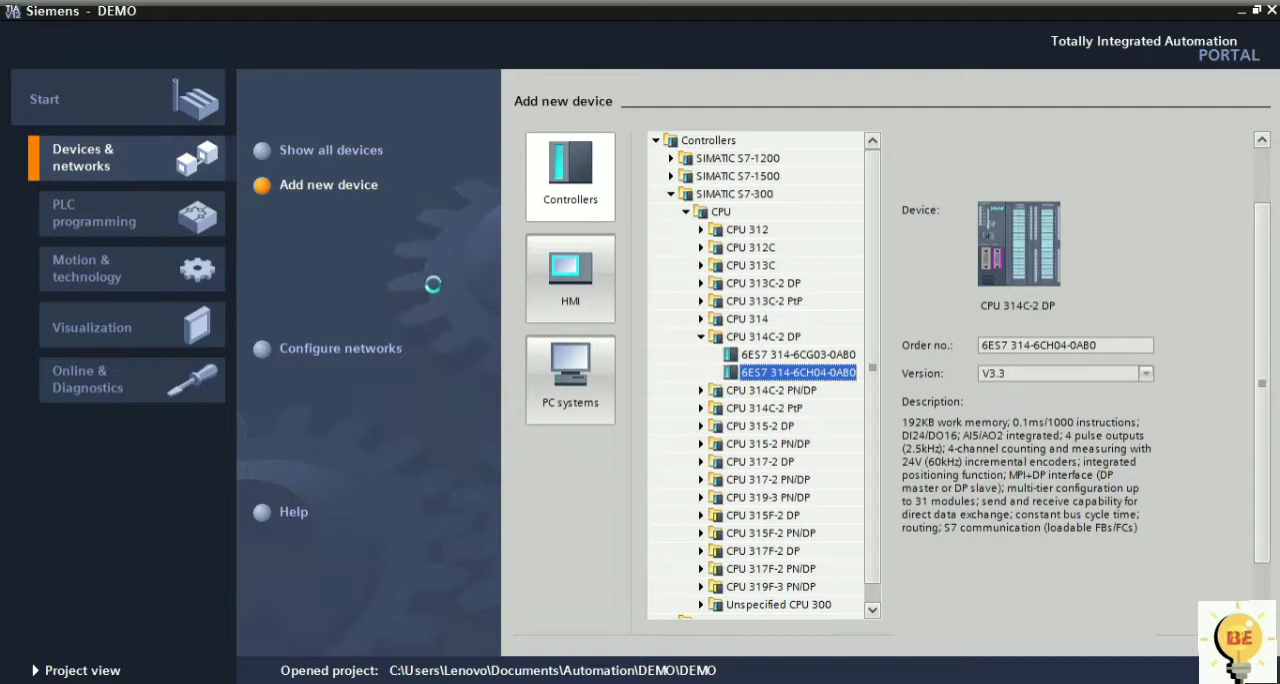 TIA
V12
Siemens - DEMO
Totally Integrated Automation
PORTAL
Start
Devices &
networks
PLC
programming
Motion &
technology
Visualization
Online &
Diagnostics
Project view
Show all devices
Add new device
Configure networks
Help
Add new device
Controllers
HMI
PC systems
Controllers
SIMATIC S7-1200
SIMATIC S7-1500
SIMATIC S7-300
CPU
CPU 312
CPU 312C
CPU 313C
CPU 313C-2 DP
CPU 313C-2 PtP
CPU 314
CPU 314C-2 DP
6ES7 314-6CG03-0AB0
6ES7 314-6CH04-0AB0
CPU 314C-2 PN/DP
CPU 314C-2 PtP
CPU 315-2 DP
CPU 315-2 PN/DP
CPU 317-2 DP
CPU 317-2 PN/DP
CPU 319-3 PN/DP
CPU 315F-2 DP
CPU 315F-2 PN/DP
CPU 317F-2 DP
CPU 317F-2 PN/DP
CPU 319F-3 PN/DP
Unspecified CPU 300
Device:
CPU 314C-2 DP
Order no.: 6ES7 314-6CH04-0AB0
Version: V3.3
Description:
192KB work memory; 0.1ms/1000 instructions;
DI24/DO16; AI5/AO2 integrated; 4 pulse outputs
(2.5kHz); 4-channel counting and measuring with
24V (60kHz) incremental encoders; integrated
positioning function; MPI+DP interface (DP
master or DP slave); multi-tier configuration up
to 31 modules; send and receive capability for
direct data exchange; constant bus cycle time;
routing; S7 communication (loadable FBs/FCs)
BE
Opened project: C:\Users\Lenovo\Documents\Automation\DEMO\DEMO